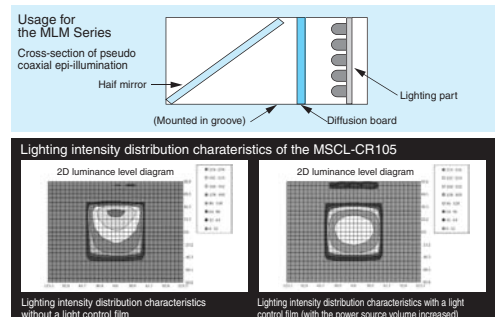 Usage for
the MLM Series
Cross-section of pseudo
coaxial epi-illumination
Half mirror
(Mounted in groove)
Diffusion board
Lighting part
Lighting intensity distribution charateristics of the MSCL-CR105
2D luminance level diagram
2D luminance level diagram
Lighting intensity distribution characteristics
without a light control film
Lighting intensity distribution characteristics with a light
control film (with the power source volume increased)